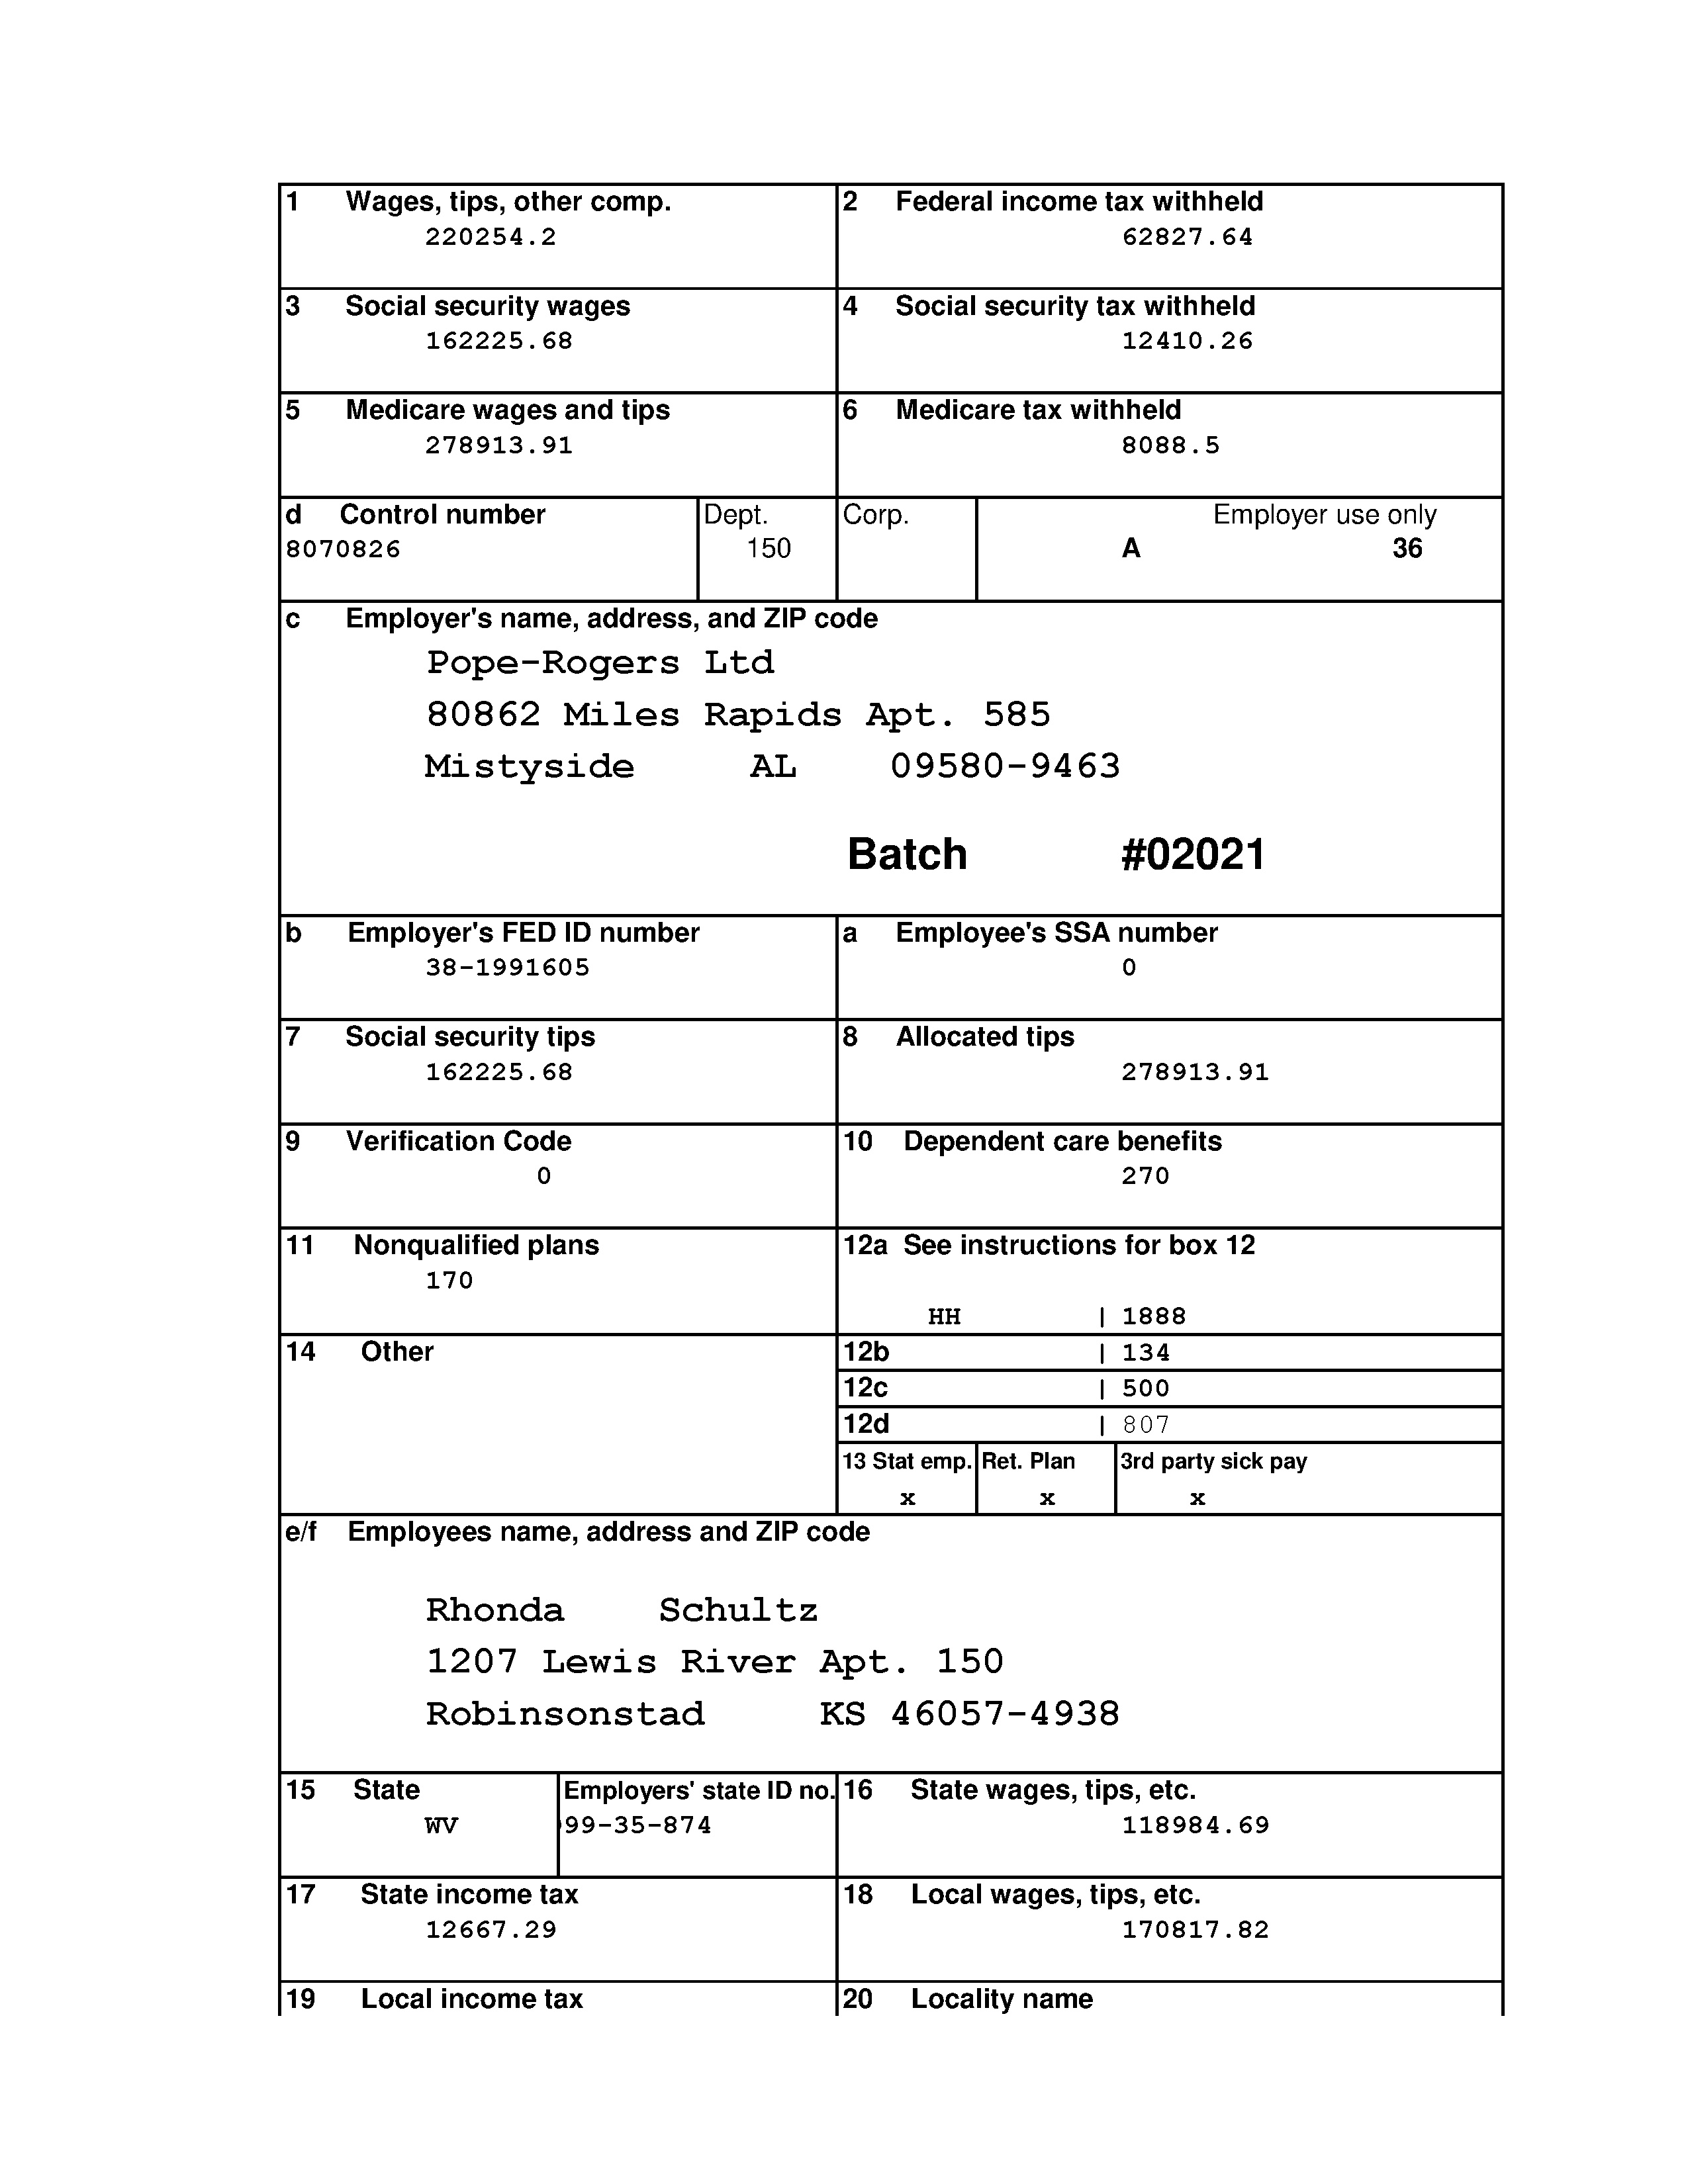 1 Wages, tips, other comp. 2 Federal income tax withheld
220254.2 62827.64
3 Social security wages 4 Social security tax withheld
162225.68 12410.26
5 Medicare wages and tips 6 Medicare tax withheld
278913.91 8088.5
d Control number Dept. Corp. Employer use only
8070826 150 A 36
c Employer's name, address, and ZIP code
Pope-Rogers Ltd
80862 Miles Rapids Apt. 585
Mistyside AL 09580-9463
Batch #02021
b Employer's FED ID number a Employee's SSA number
38-1991605 0
7 Social security tips 8 Allocated tips
162225.68 278913.91
9 Verification Code 10 Dependent care benefits
0 270
11 Nonqualified plans 12a See instructions for box 12
170
HH | 1888
14 Other 12b | 134
12c | 500
12d | 807
13 Stat emp. Ret. Plan 3rd party sick pay
x x x
e/f Employees name, address and ZIP code
Rhonda Schultz
1207 Lewis River Apt. 150
Robinsonstad KS 46057-4938
15 State Employers' state ID no. 16 State wages, tips, etc.
WV 99-35-874 118984.69
17 State income tax 18 Local wages, tips, etc.
12667.29 170817.82
19 Local income tax 20 Locality name